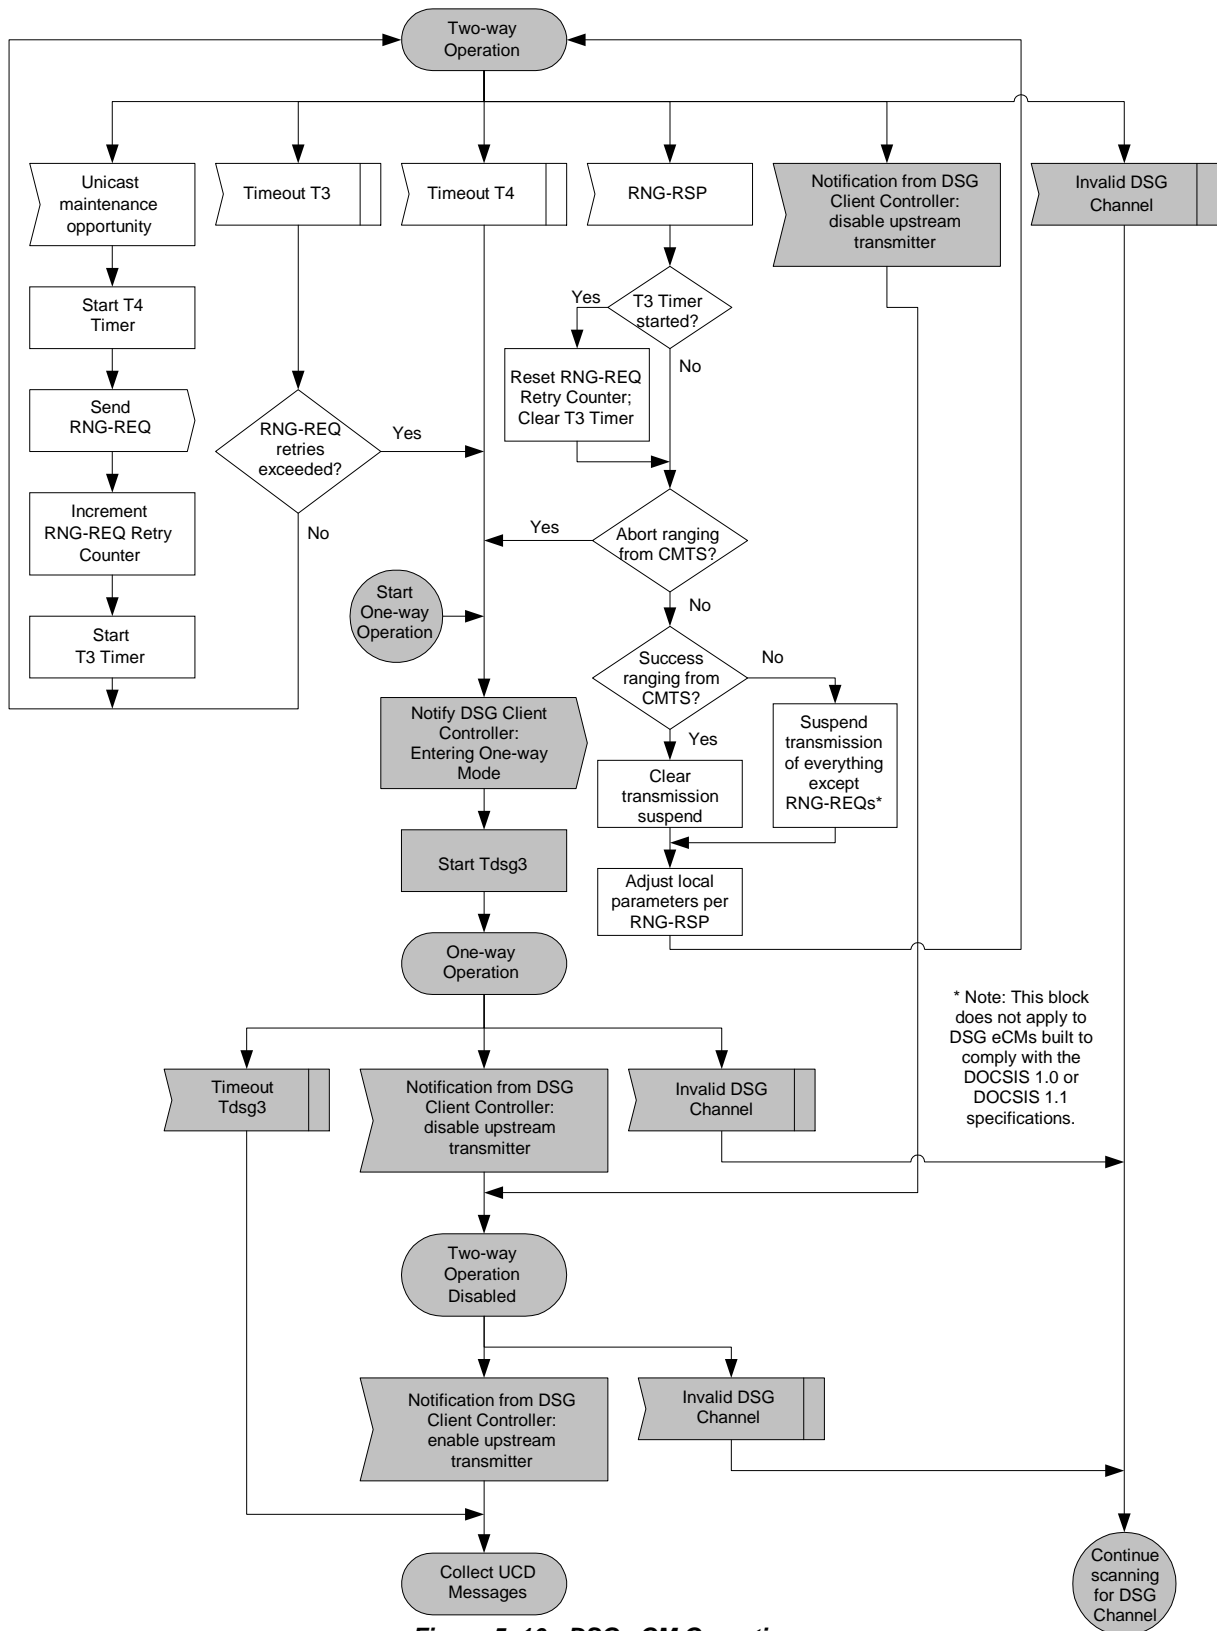 Two-way
Operation
Unicast
maintenance
opportunity
Timeout T3
Timeout T4
RNG-RSP
Notification from DSG
Client Controller:
disable upstream
transmitter
Invalid DSG
Channel
Start T4
Timer
Yes
T3 Timer
started?
No
Reset RNG-REQ
Retry Counter;
Clear T3 Timer
Send
RNG-REQ
RNG-REQ
retries
exceeded?
Yes
No
Increment
RNG-REQ Retry
Counter
Yes
Abort ranging
from CMTS?
No
Start
One-way
Operation
Start
T3 Timer
Success
ranging from
CMTS?
No
Yes
Notify DSG Client
Controller:
Entering One-way
Mode
Suspend
transmission
of everything
except
RNG-REQs*
Clear
transmission
suspend
Start Tdsg3
Adjust local
parameters per
RNG-RSP
One-way
Operation
* Note: This block
does not apply to
DSG eCMs built to
comply with the
DOCSIS 1.0 or
DOCSIS 1.1
specifications.
Timeout
Tdsg3
Notification from DSG
Client Controller:
disable upstream
transmitter
Invalid DSG
Channel
Two-way
Operation
Disabled
Notification from DSG
Client Controller:
enable upstream
transmitter
Invalid DSG
Channel
Collect UCD
Messages
Continue
scanning
for DSG
Channel